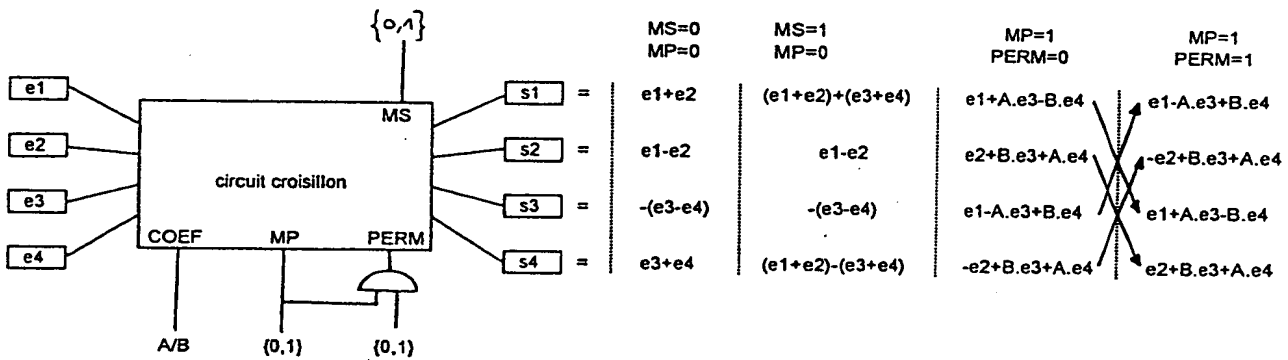 {0,1}
MS=0 MS=1 MP=1 MP=1
MP=0 MP=0 PERM=0 PERM=1
e1 MS s1 = e1+e2 (e1+e2)+(e3+e4) e1+A.e3-B.e4 e1-A.e3+B.e4
e2 s2 = e1-e2 e1-e2 e2+B.e3+A.e4 -e2+B.e3+A.e4
circuit croisillon
e3 s3 = -(e3-e4) -(e3-e4) e1-A.e3+B.e4 e1+A.e3-B.e4
COEF MP PERM
e4 s4 = e3+e4 (e1+e2)-(e3+e4) -e2+B.e3+A.e4 e2+B.e3+A.e4
A/B {0,1} {0,1}